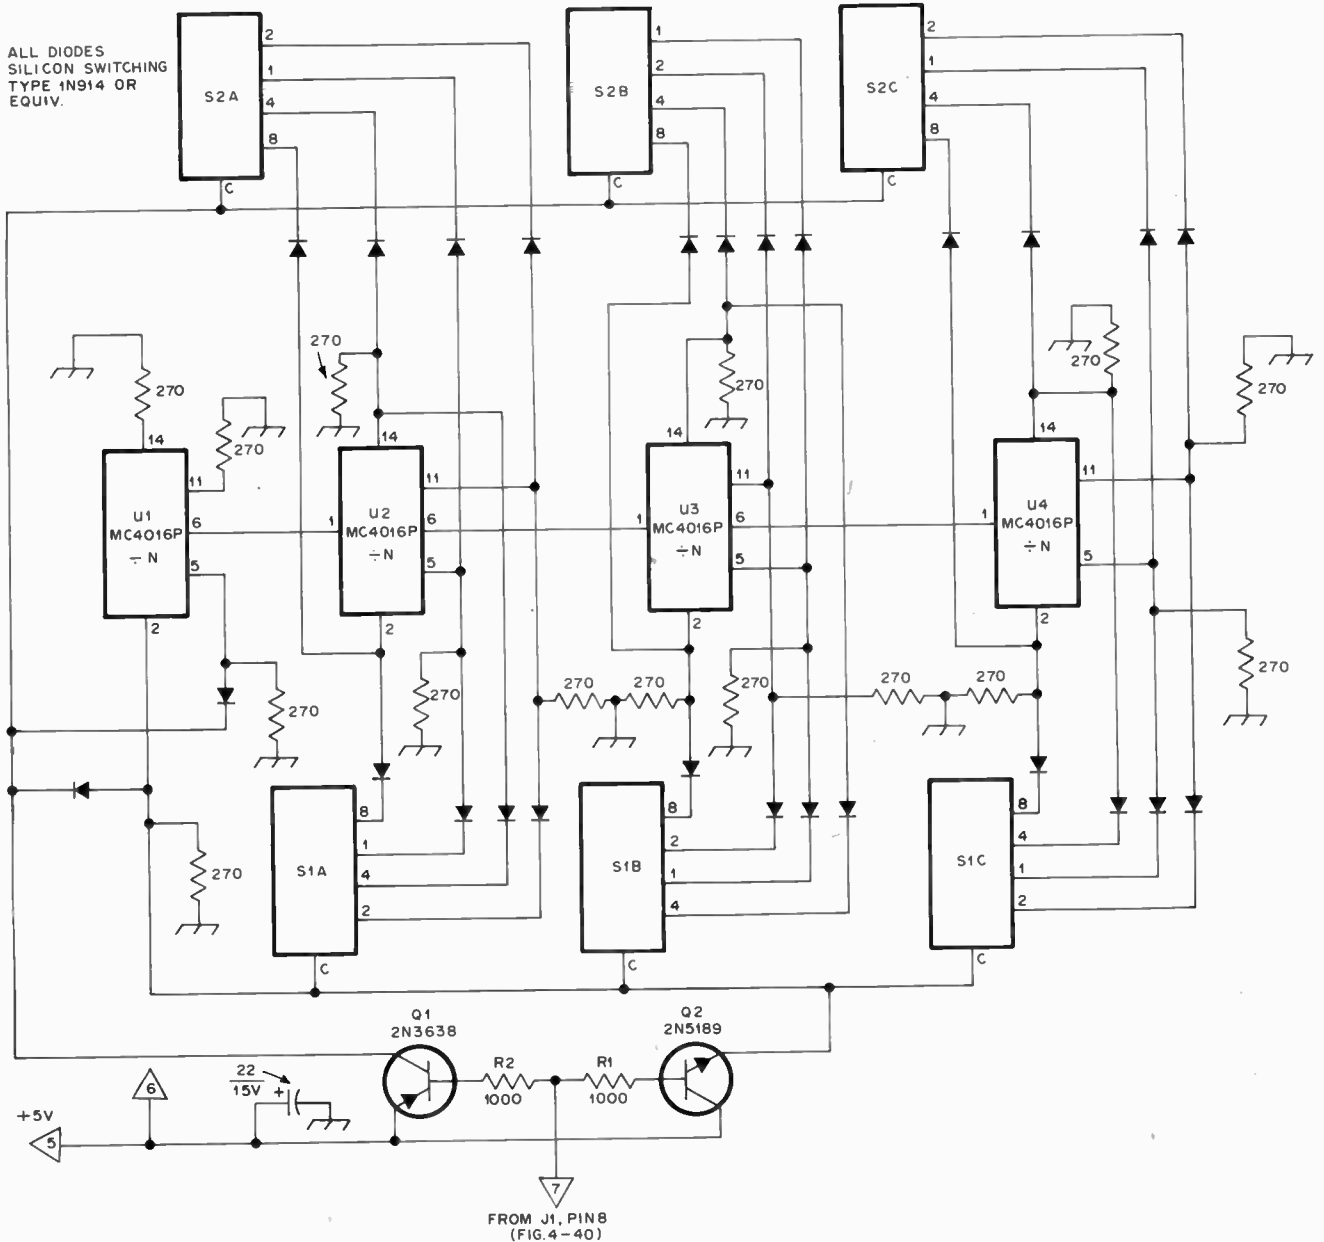 ALL DIODES
SILICON SWITCHING
TYPE 1N914 OR
EQUIV.
S2A
2
1
4
8
C
S2B
1
2
4
8
C
S2C
2
1
4
8
C
270
270
270
270
270
270
14
11
6
5
2
U1
MC4016P
÷N
14
1
11
6
5
2
U2
MC4016P
÷N
14
1
11
6
5
2
U3
MC4016P
÷N
14
1
11
6
5
2
U4
MC4016P
÷N
270
270
270
270
270
270
270
270
270
S1A
8
1
4
2
C
S1B
8
2
1
4
C
S1C
8
4
1
2
C
Q1
2N3638
Q2
2N5189
R2
1000
R1
1000
22
15V
+
6
+5V
5
7
FROM J1, PIN 8
(FIG. 4-40)